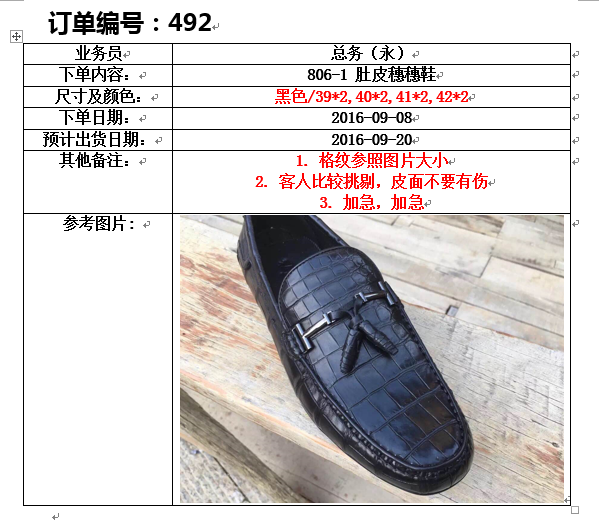 订单编号：492
业务员 总务（永）
下单内容： 806-1 肚皮穗穗鞋
尺寸及颜色： 黑色/39*2,40*2,41*2,42*2
下单日期： 2016-09-08
预计出货日期： 2016-09-20
其他备注： 1. 格纹参照图片大小
2. 客人比较挑剔，皮面不要有伤
3. 加急，加急
参考图片: